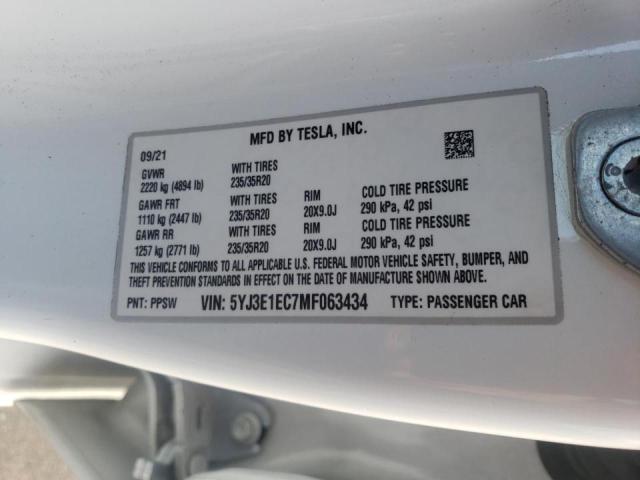 MFD BY TESLA, INC.
09/21
GVWR WITH TIRES
2220 kg (4894 lb) 235/35R20
GAWR FRT WITH TIRES RIM COLD TIRE PRESSURE
1110 kg (2447 lb) 235/35R20 20X9.0J 290 kPa, 42 psi
GAWR RR WITH TIRES RIM COLD TIRE PRESSURE
1257 kg (2771 lb) 235/35R20 20X9.0J 290 kPa, 42 psi
THIS VEHICLE CONFORMS TO ALL APPLICABLE U.S. FEDERAL MOTOR VEHICLE SAFETY, BUMPER, AND
THEFT PREVENTION STANDARDS IN EFFECT ON THE DATE OF MANUFACTURE SHOWN ABOVE.
PNT: PPSW VIN: 5YJ3E1EC7MF063434 TYPE: PASSENGER CAR